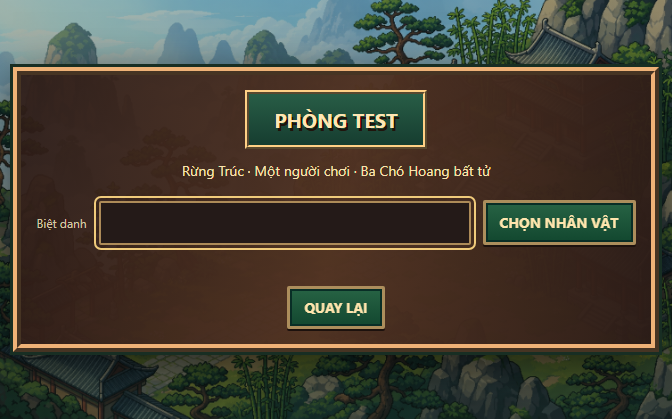 PHÒNG TEST
Rừng Trúc · Một người chơi · Ba Chó Hoang bất tử
Biệt danh
CHỌN NHÂN VẬT
QUAY LẠI